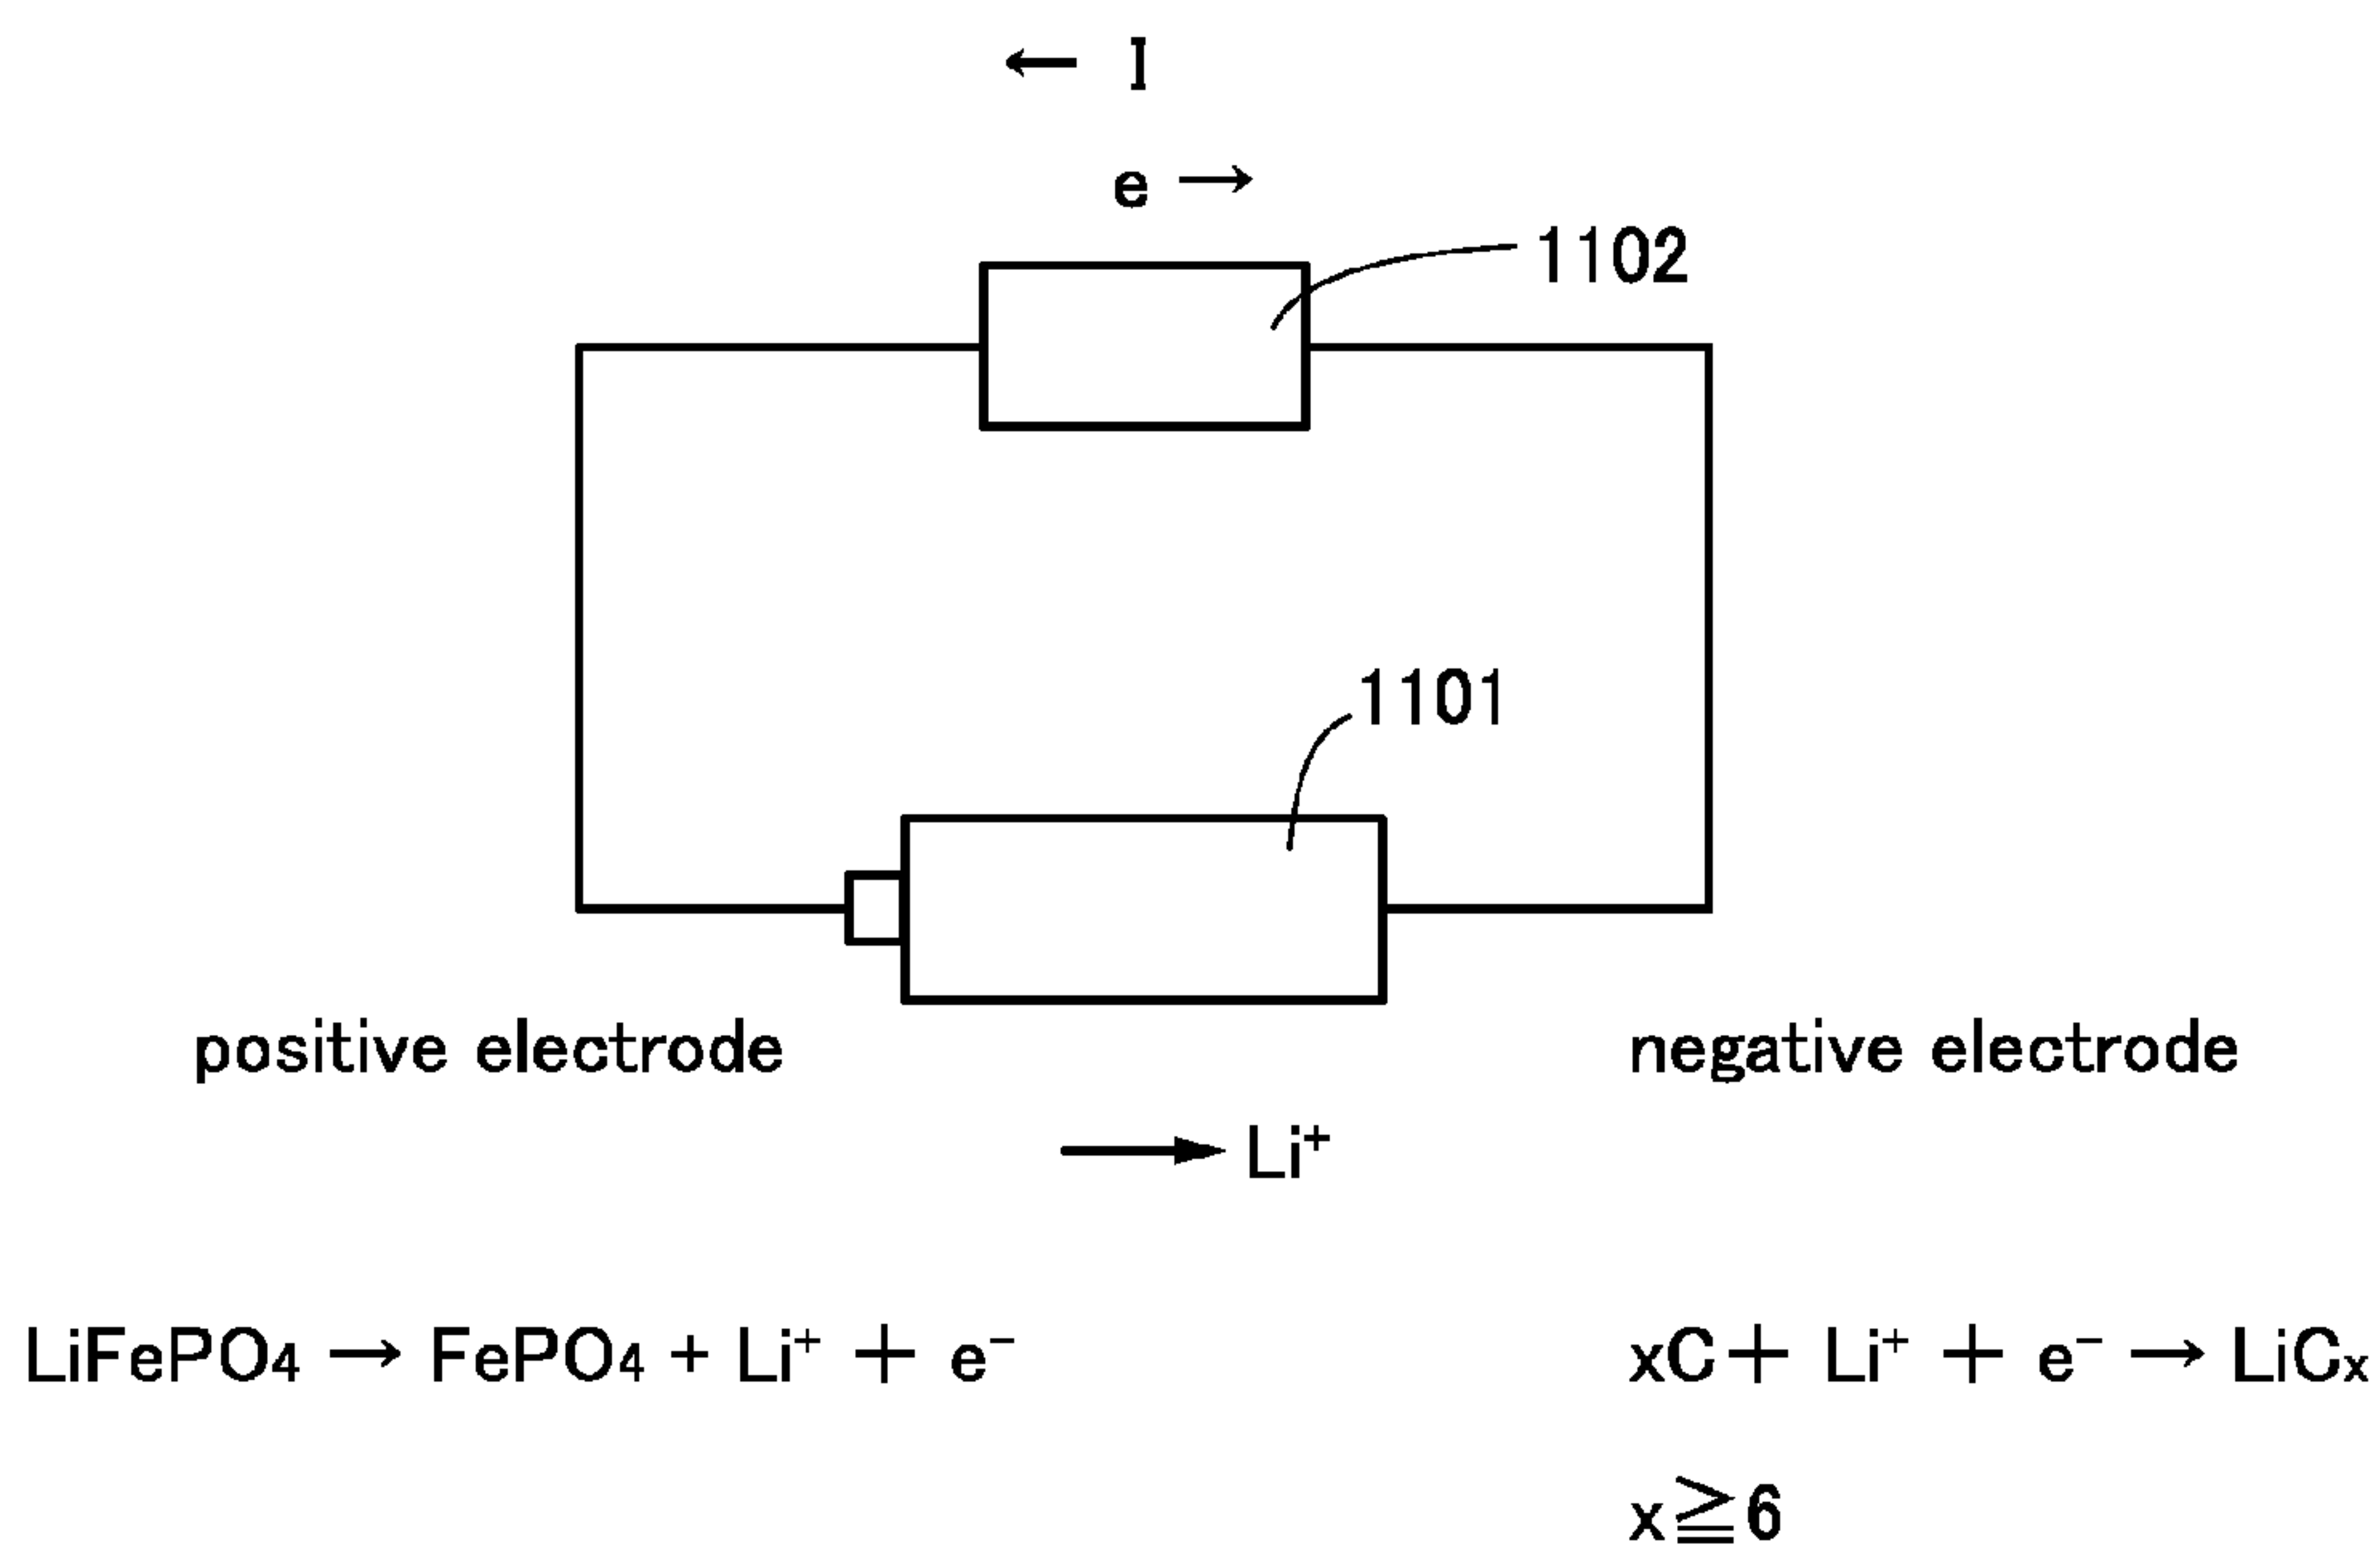 ← I
e →
1102
1101
positive electrode
negative electrode
→ Li⁺
LiFePO₄ → FePO₄ + Li⁺ + e⁻
xC + Li⁺ + e⁻ → LiCₓ
x≧6